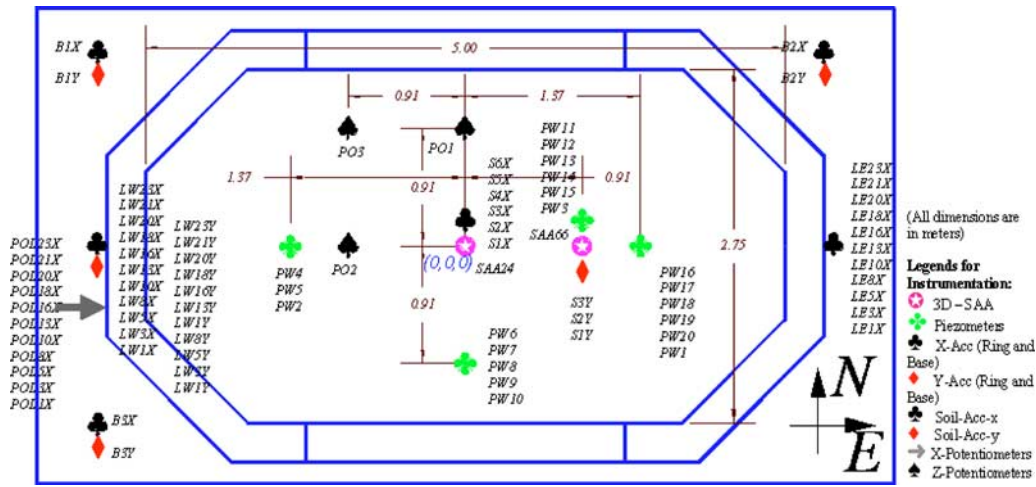 B1X
B1Y
5.00
B2X
B2Y
0.91
1.37
PO3
PO1
PW11
PW12
PW13
PW14
PW15
PW3
1.37
0.91
0.91
S6X
S5X
S4X
S3X
S2X
S1X
SAA66
2.75
LW23X
LW21X
LW20X
LW18X
LW16X
LW13X
LW10X
LW8X
LW5X
LW3X
LW1X
LW23Y
LW21Y
LW20Y
LW18Y
LW16Y
LW13Y
LW1Y
LW8Y
LW5Y
LW3Y
LW1Y
POD23X
POD21X
POD20X
POD18X
POD16X
POD13X
POD10X
POD8X
POD5X
POD3X
POD1X
PW4
PW5
PW2
PO2
(0,0,0)
SAA24
0.91
S3Y
S2Y
S1Y
PW16
PW17
PW18
PW19
PW20
PW1
PW6
PW7
PW8
PW9
PW10
LE23X
LE21X
LE20X
LE18X
LE16X
LE13X
LE10X
LE8X
LE5X
LE3X
LE1X
B3X
B3Y
N
E
(All dimensions are
in meters)
Legends for
Instrumentation:
3D-SAA
Piezometers
X-Acc (Ring and
Base)
Y-Acc (Ring and
Base)
Soil-Acc-x
Soil-Acc-y
X-Potentiometers
Z-Potentiometers